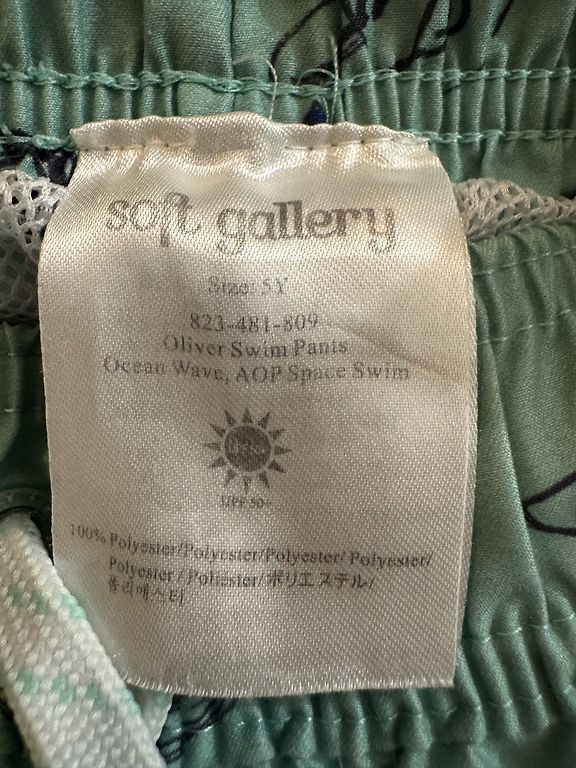 soft gallery
Size: 5Y
823-481-809
Oliver Swim Pants
Ocean Wave, AOP Space Swim
UPF 50+
100% Polyester/Polyester/Polyester/ Polyester/
Polyester / Poliéster/ポリエステル/
폴리에스터